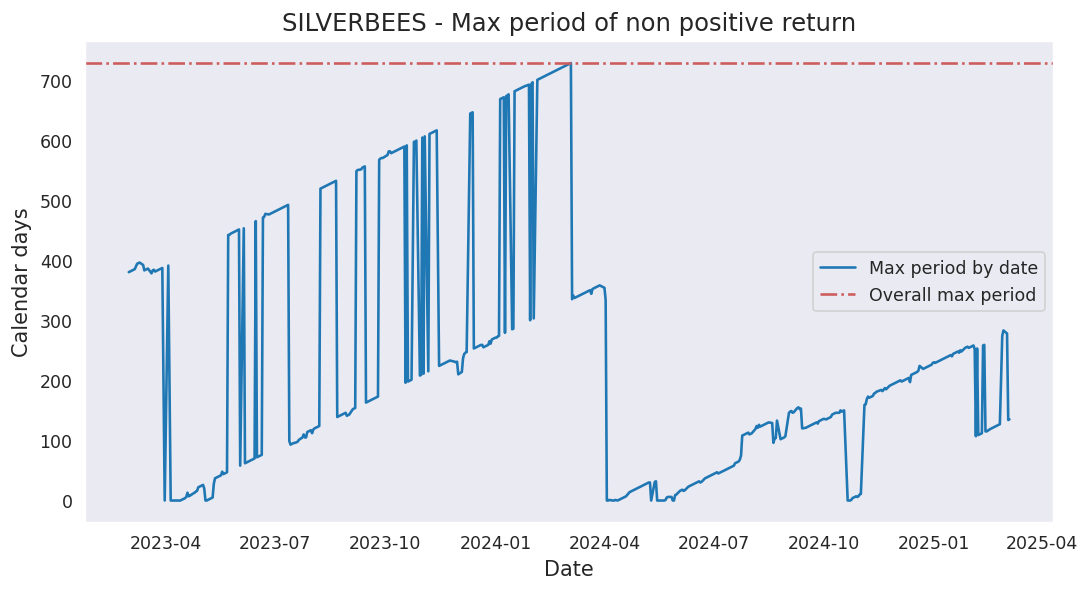 SILVERBEES - Max period of non positive return
Calendar days
700
600
500
400
300
200
100
0
Max period by date
Overall max period
2023-04 2023-07 2023-10 2024-01 2024-04 2024-07 2024-10 2025-01 2025-04
Date